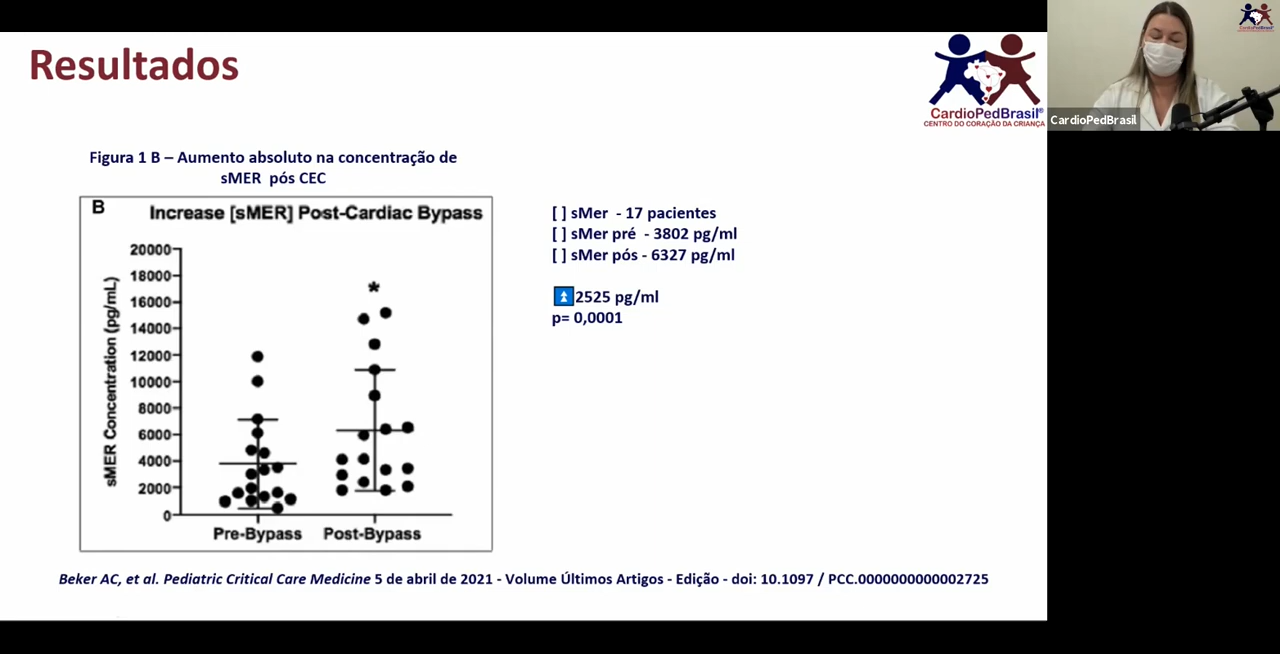 Resultados
CardioPedBrasil®
CENTRO DO CORAÇÃO DA CRIANÇA
CardioPedBrasil
Figura 1 B – Aumento absoluto na concentração de
sMER pós CEC
B
Increase [sMER] Post-Cardiac Bypass
sMER Concentration (pg/mL)
20000
18000
16000
14000
12000
10000
8000
6000
4000
2000
0
*
Pre-Bypass
Post-Bypass
[ ] sMer - 17 pacientes
[ ] sMer pré - 3802 pg/ml
[ ] sMer pós - 6327 pg/ml
2525 pg/ml
p= 0,0001
Beker AC, et al. Pediatric Critical Care Medicine 5 de abril de 2021 - Volume Últimos Artigos - Edição - doi: 10.1097 / PCC.0000000000002725